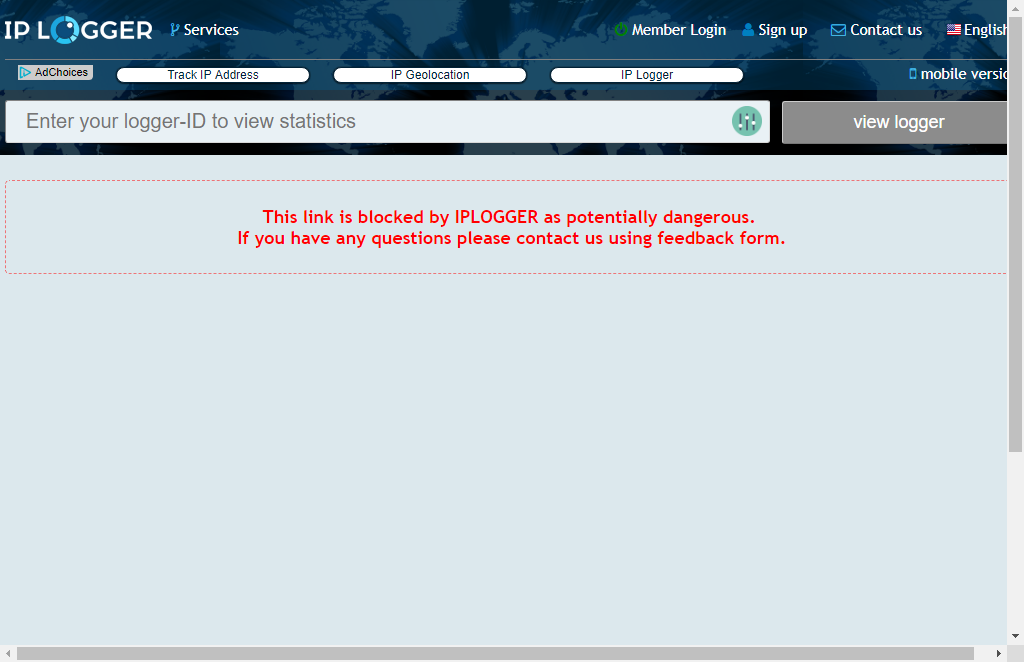 IP LOGGER
Services
Member Login
Sign up
Contact us
English
AdChoices
Track IP Address
IP Geolocation
IP Logger
mobile versio
Enter your logger-ID to view statistics
view logger
This link is blocked by IPLOGGER as potentially dangerous.
If you have any questions please contact us using feedback form.